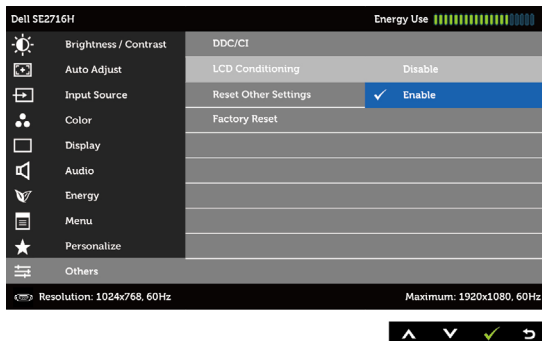 Dell SE2716H Energy Use
Brightness / Contrast DDC/CI
Auto Adjust LCD Conditioning Disable
Input Source Reset Other Settings Enable
Color Factory Reset
Display
Audio
Energy
Menu
Personalize
Others
Resolution: 1024x768, 60Hz Maximum: 1920x1080, 60Hz